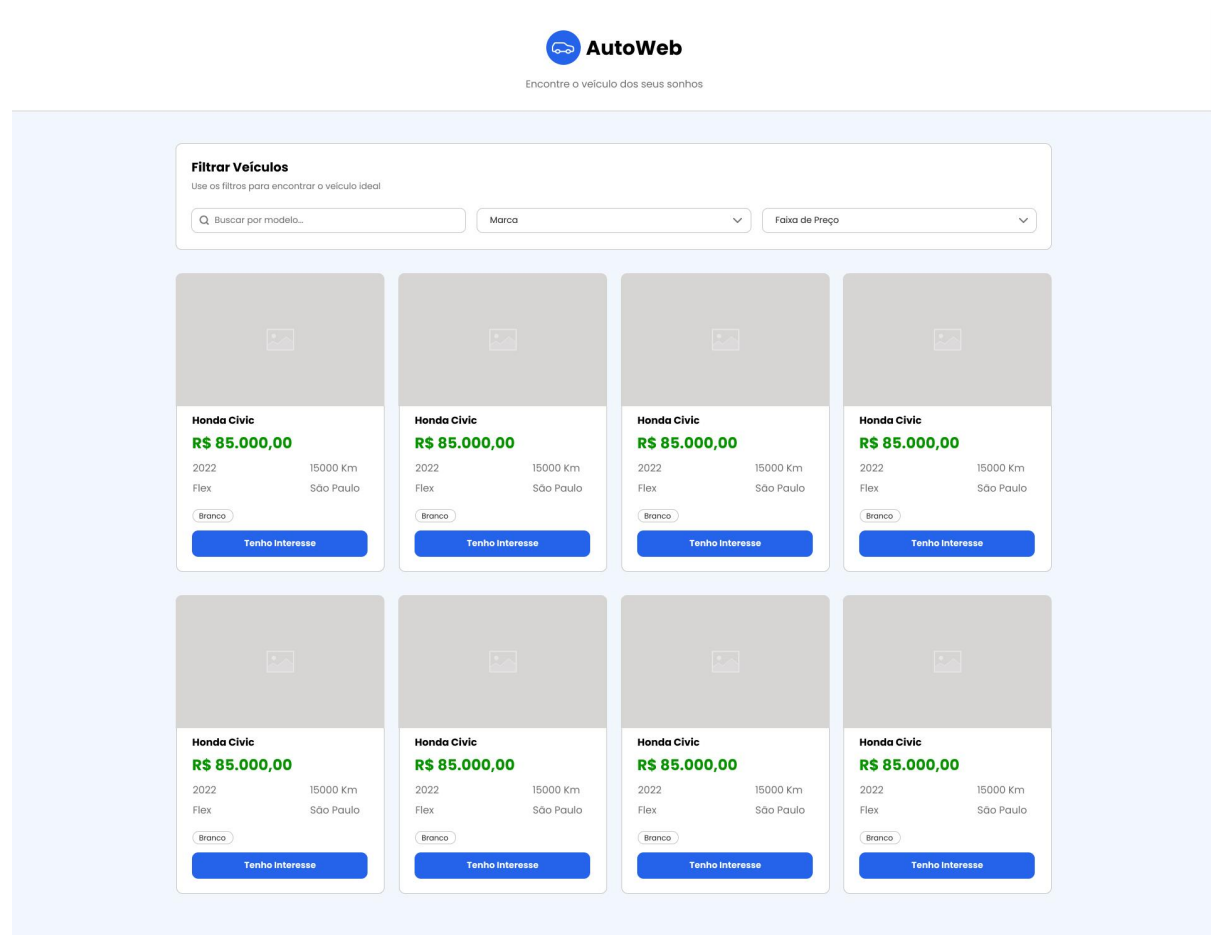 AutoWeb
Encontre o veículo dos seus sonhos
Filtrar Veículos
Use os filtros para encontrar o veículo ideal
Buscar por modelo... Marca Faixa de Preço
Honda Civic Honda Civic Honda Civic Honda Civic
R$ 85.000,00 R$ 85.000,00 R$ 85.000,00 R$ 85.000,00
2022 15000 Km 2022 15000 Km 2022 15000 Km 2022 15000 Km
Flex São Paulo Flex São Paulo Flex São Paulo Flex São Paulo
Branco Branco Branco Branco
Tenho Interesse Tenho Interesse Tenho Interesse Tenho Interesse
Honda Civic Honda Civic Honda Civic Honda Civic
R$ 85.000,00 R$ 85.000,00 R$ 85.000,00 R$ 85.000,00
2022 15000 Km 2022 15000 Km 2022 15000 Km 2022 15000 Km
Flex São Paulo Flex São Paulo Flex São Paulo Flex São Paulo
Branco Branco Branco Branco
Tenho Interesse Tenho Interesse Tenho Interesse Tenho Interesse